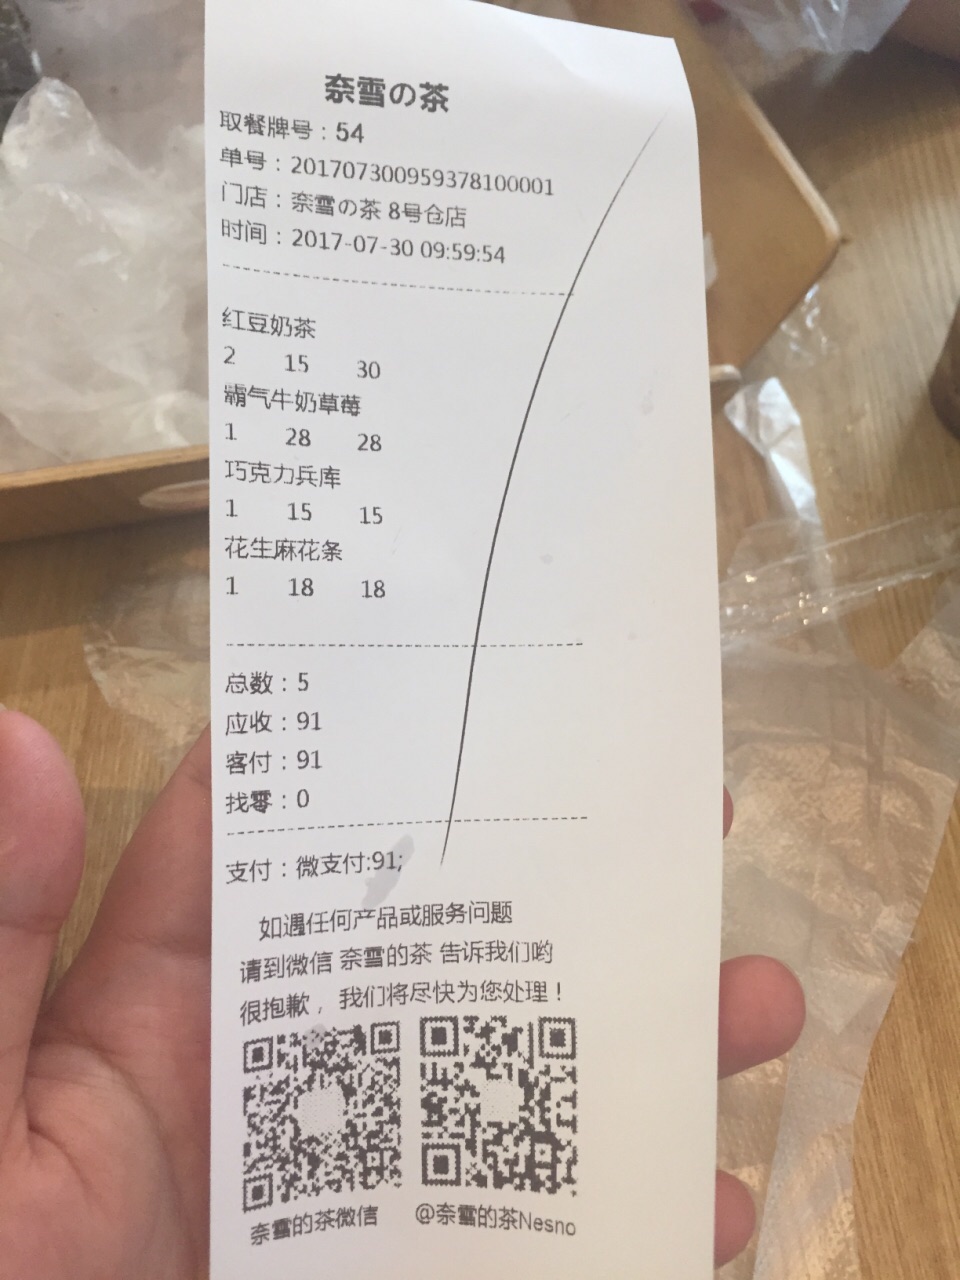 奈雪の茶
取餐牌号：54
单号：201707300959378100001
门店：奈雪の茶 8号仓店
时间：2017-07-30 09:59:54
红豆奶茶
2 15 30
霸气牛奶草莓
1 28 28
巧克力兵库
1 15 15
花生麻花条
1 18 18
总数：5
应收：91
客付：91
找零：0
支付：微支付:91;
如遇任何产品或服务问题
请到微信 奈雪的茶 告诉我们哟
很抱歉，我们将尽快为您处理！
奈雪的茶微信 @奈雪的茶Nesno